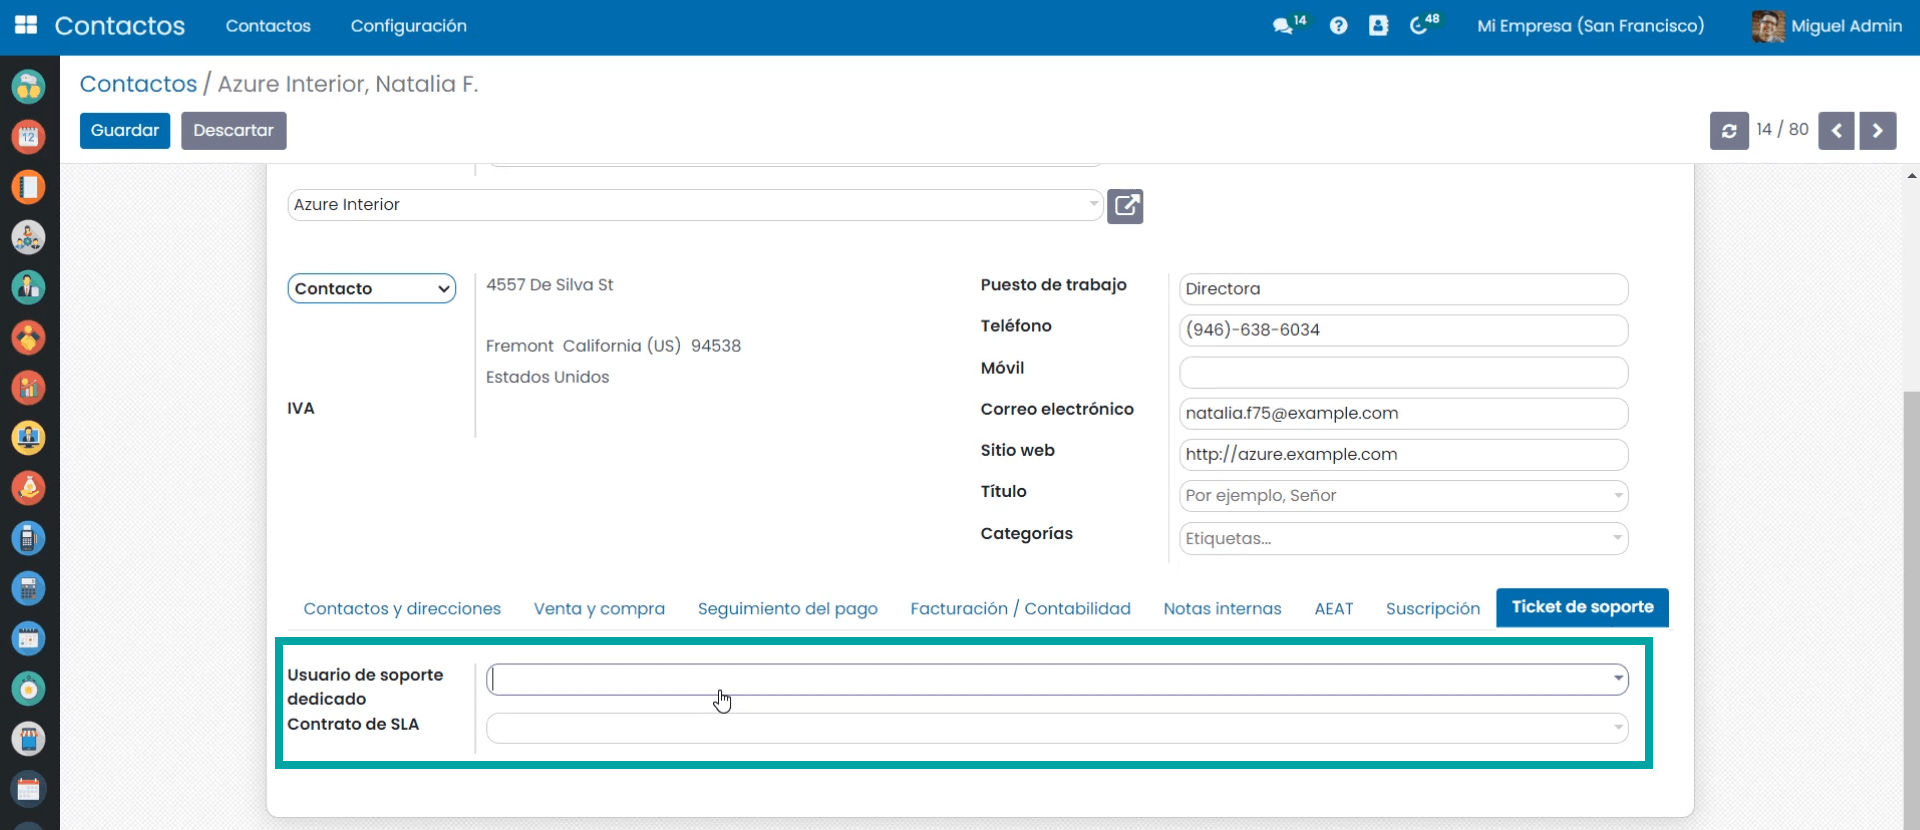 Contactos
Contactos
Configuración
14
48
Mi Empresa (San Francisco)
Miguel Admin
Contactos / Azure Interior, Natalia F.
Guardar
Descartar
14 / 80
12
Azure Interior
Contacto
4557 De Silva St
Fremont California (US) 94538
Estados Unidos
IVA
Puesto de trabajo
Directora
Teléfono
(946)-638-6034
Móvil
Correo electrónico
natalia.f75@example.com
Sitio web
http://azure.example.com
Título
Por ejemplo, Señor
Categorías
Etiquetas...
Contactos y direcciones
Venta y compra
Seguimiento del pago
Facturación / Contabilidad
Notas internas
AEAT
Suscripción
Ticket de soporte
Usuario de soporte
dedicado
Contrato de SLA